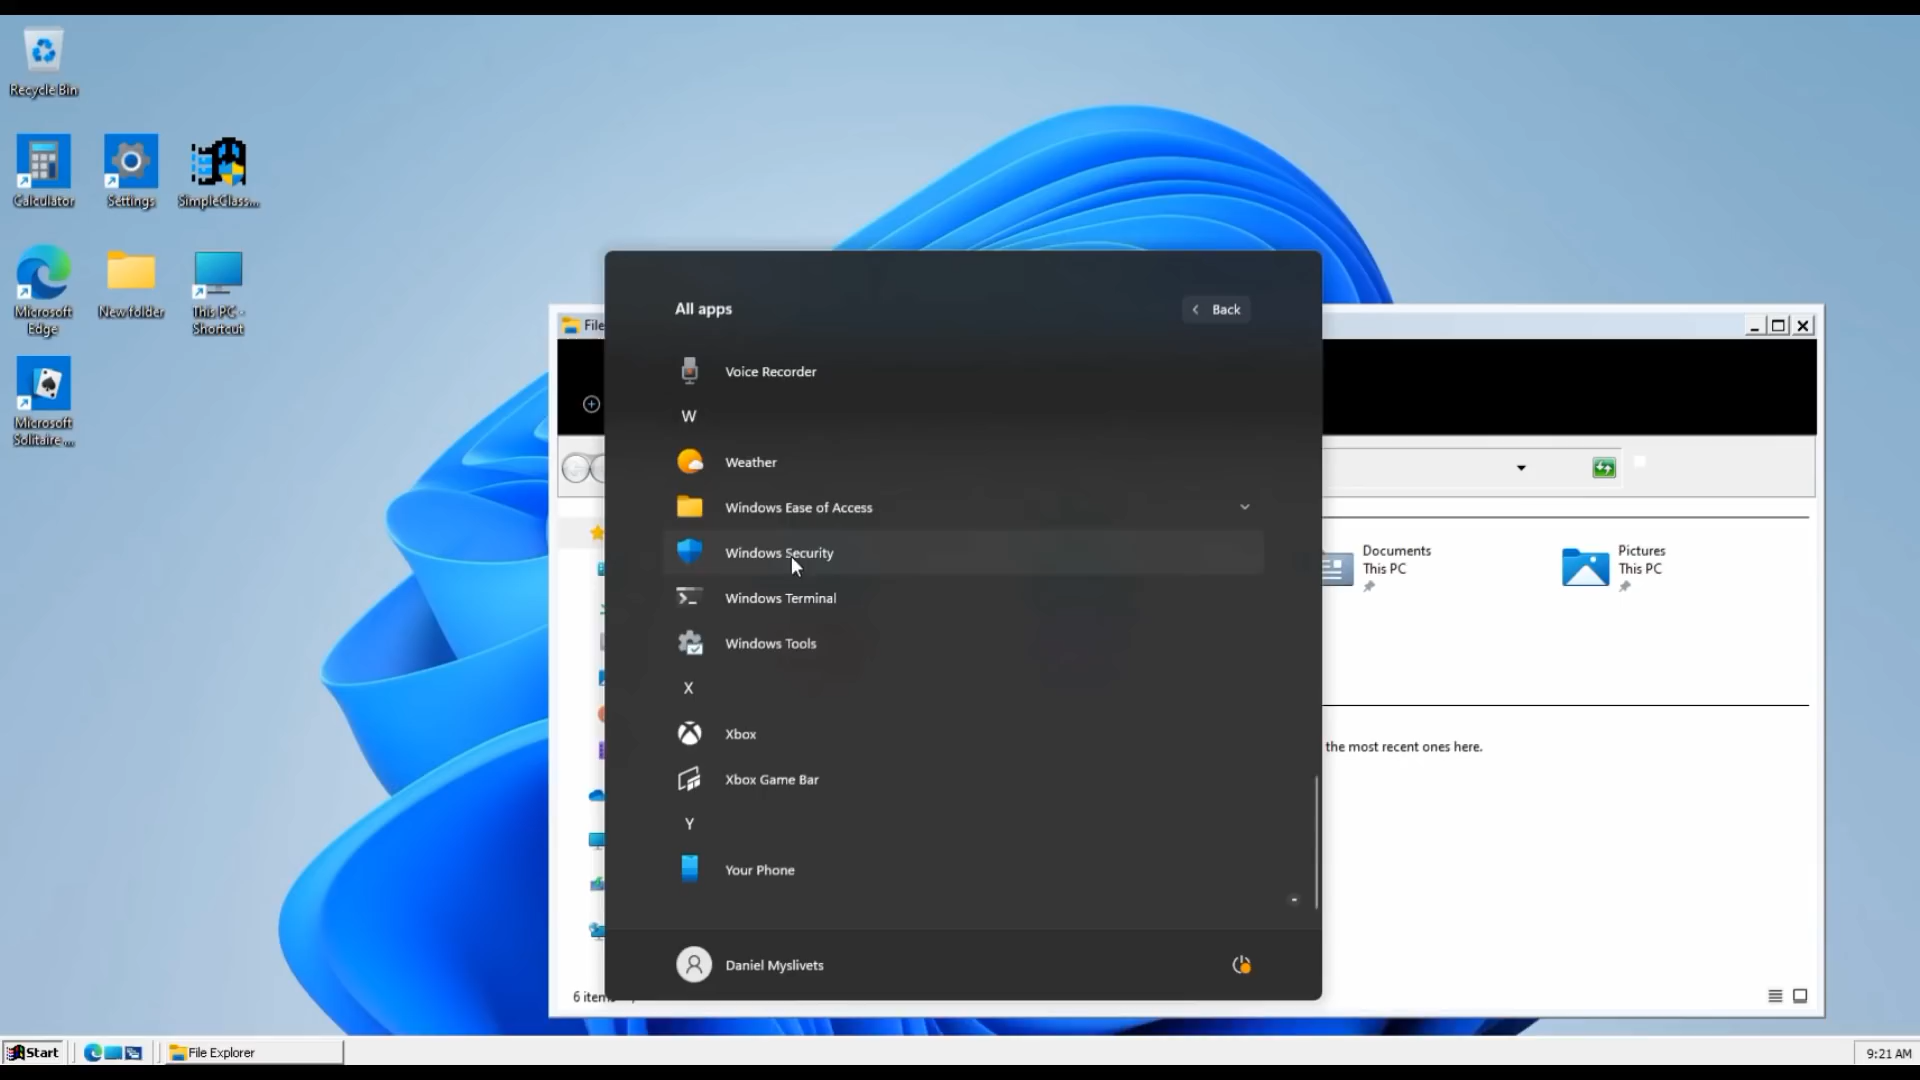 Recycle Bin
Calculator
Settings
SimpleClass...
Microsoft
Edge
New folder
This PC -
Shortcut
Microsoft
Solitaire ...
File
All apps
Back
Voice Recorder
W
Weather
Windows Ease of Access
Windows Security
Windows Terminal
Windows Tools
X
Xbox
Xbox Game Bar
Y
Your Phone
Daniel Myslivets
Documents
This PC
Pictures
This PC
the most recent ones here.
6 item
Start
File Explorer
9:21 AM